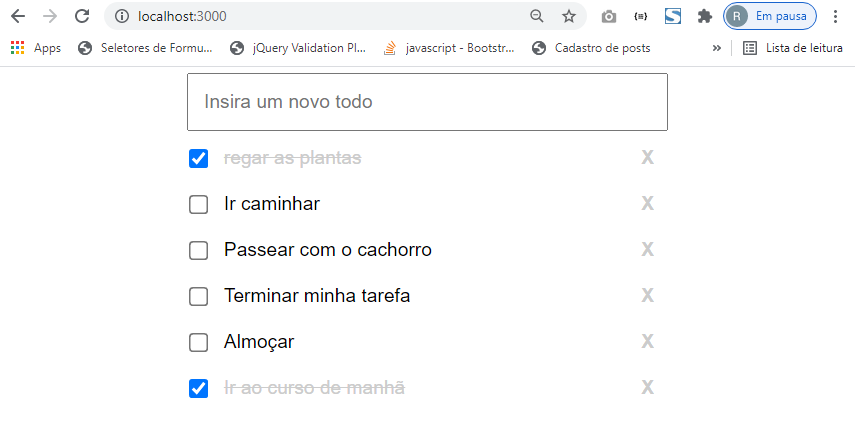 localhost:3000
R Em pausa
Apps Seletores de Formu... jQuery Validation Pl... javascript - Bootstr... Cadastro de posts » Lista de leitura
Insira um novo todo
regar as plantas X
Ir caminhar X
Passear com o cachorro X
Terminar minha tarefa X
Almoçar X
Ir ao curso de manhã X